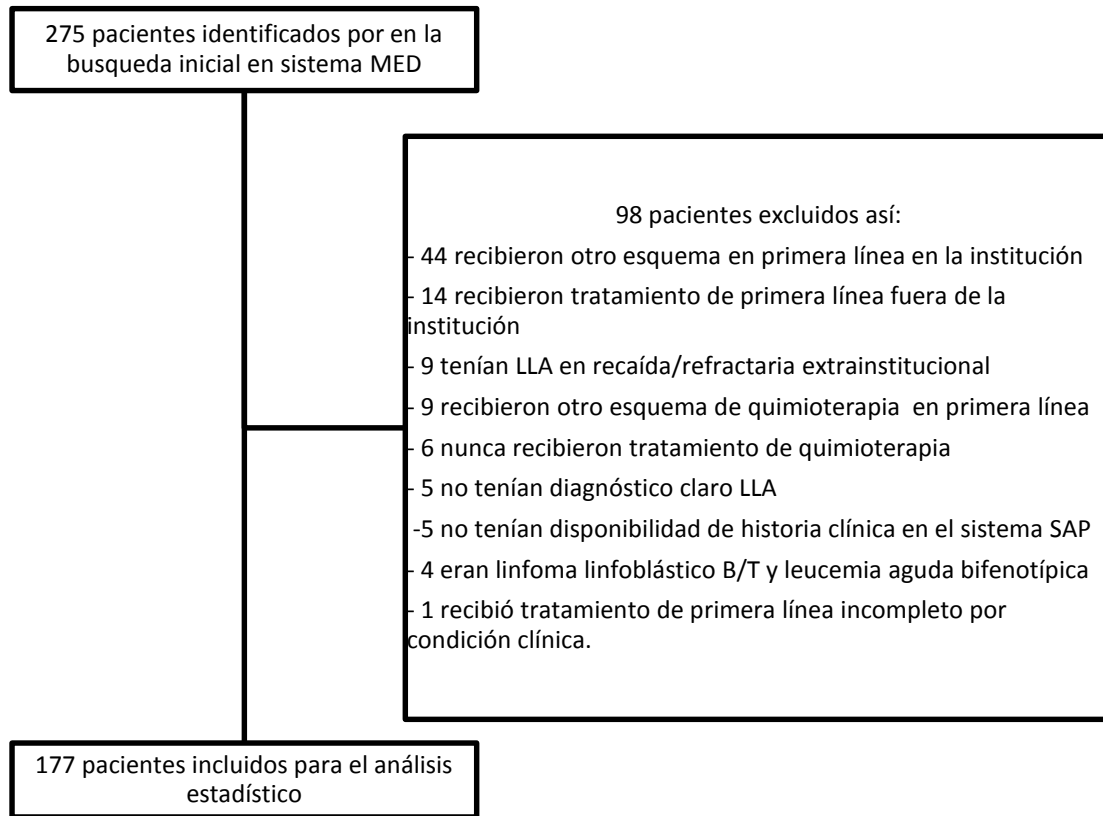 275 pacientes identificados por en la
busqueda inicial en sistema MED
98 pacientes excluidos así:
- 44 recibieron otro esquema en primera línea en la institución
- 14 recibieron tratamiento de primera línea fuera de la
institución
- 9 tenían LLA en recaída/refractaria extrainstitucional
- 9 recibieron otro esquema de quimioterapia  en primera línea
- 6 nunca recibieron tratamiento de quimioterapia
- 5 no tenían diagnóstico claro LLA
-5 no tenían disponibilidad de historia clínica en el sistema SAP
- 4 eran linfoma linfoblástico B/T y leucemia aguda bifenotípica
- 1 recibió tratamiento de primera línea incompleto por
condición clínica.
177 pacientes incluidos para el análisis
estadístico